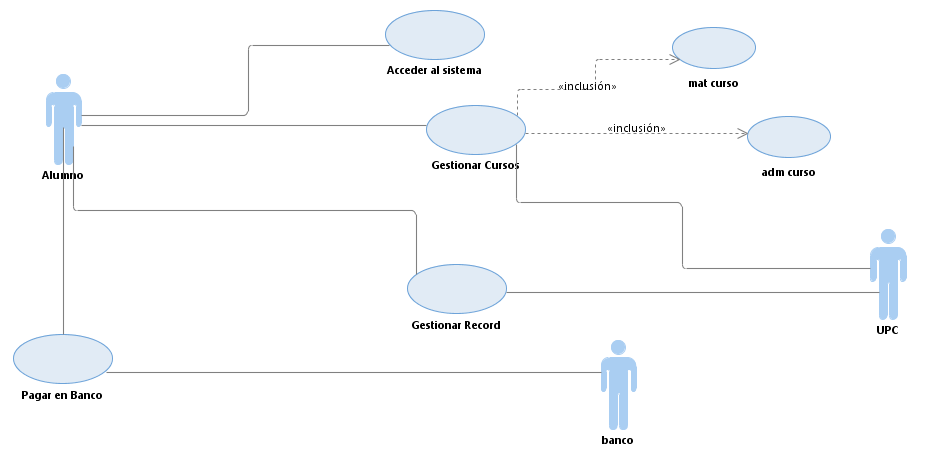 Acceder al sistema
mat curso
«inclusión»
«inclusión»
Gestionar Cursos
adm curso
Alumno
Gestionar Record
UPC
Pagar en Banco
banco